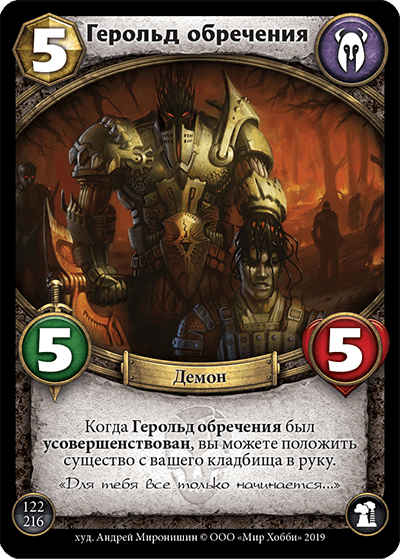 5 Герольд обречения
5 5
Демон
Когда Герольд обречения был
усовершенствован, вы можете положить
существо с вашего кладбища в руку.
«Для тебя все только начинается...»
122
216
худ. Андрей Миронишин © ООО «Мир Хобби» 2019